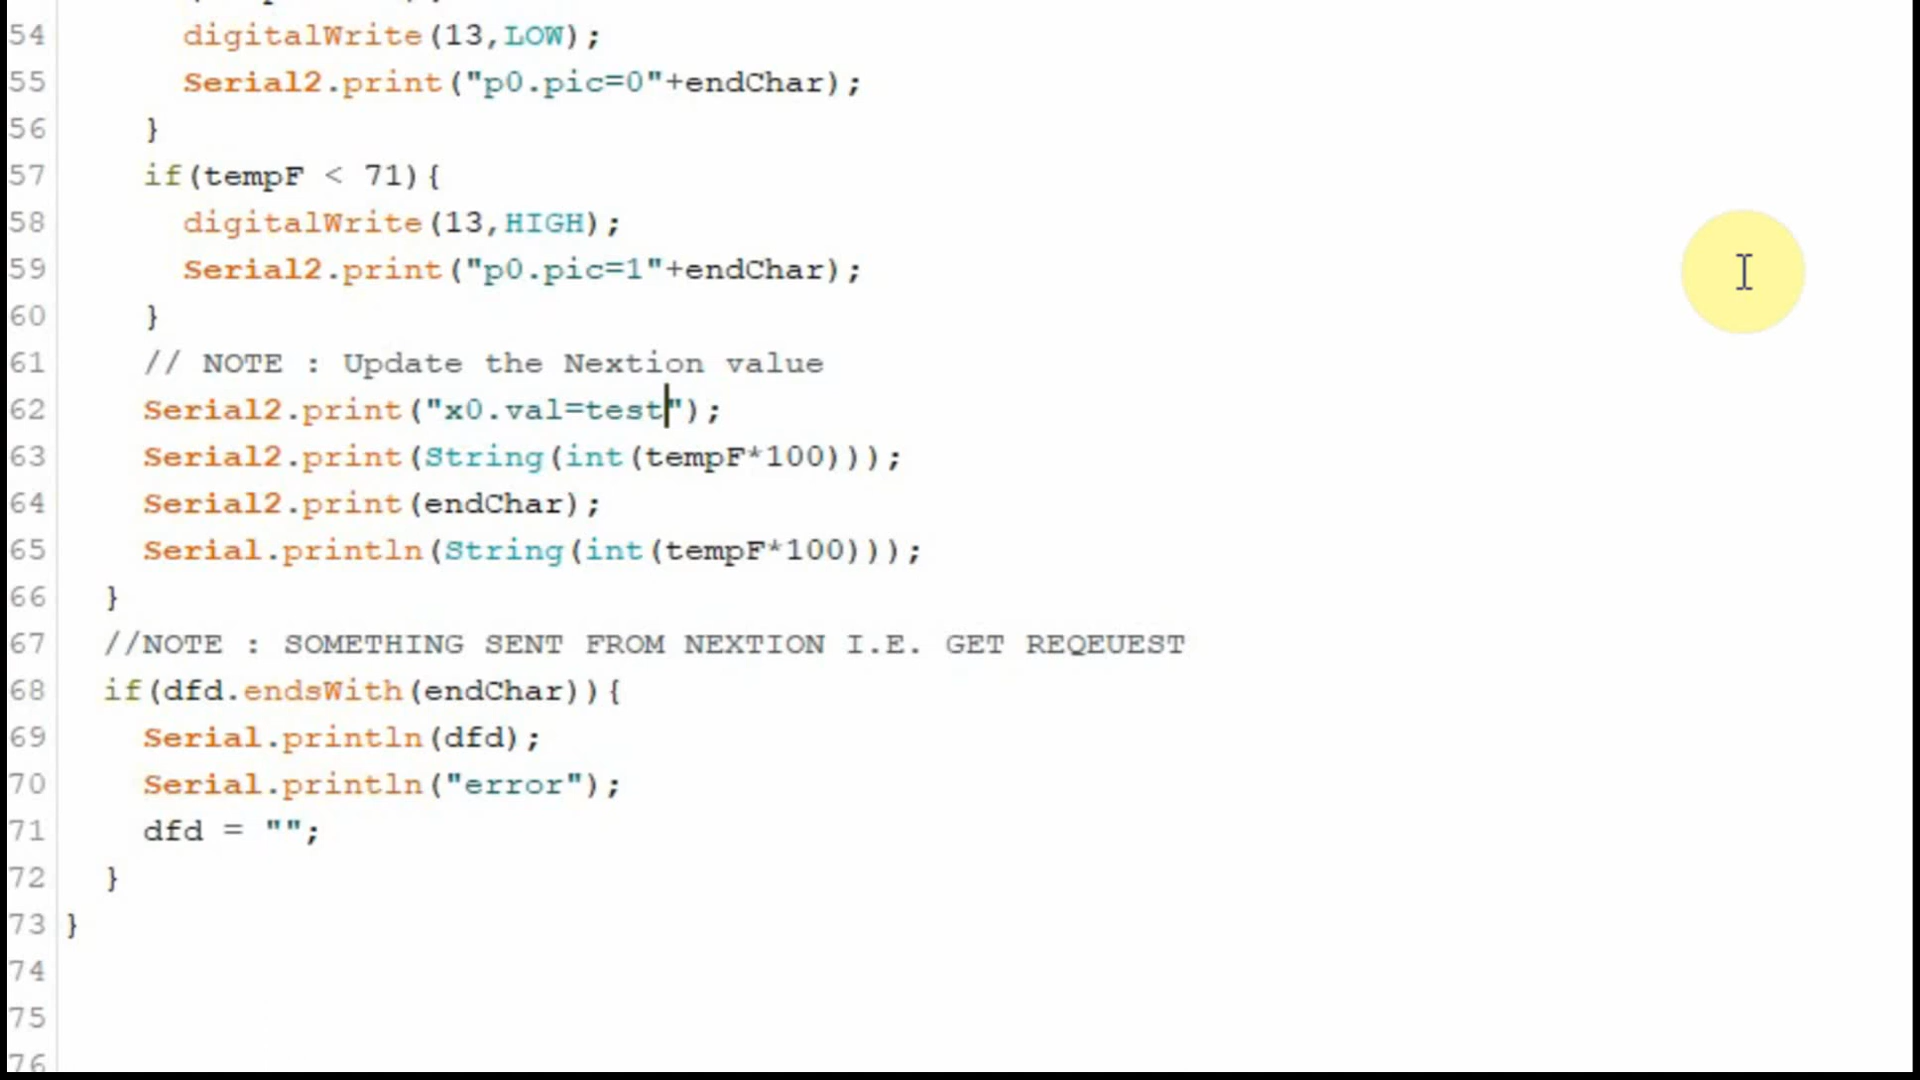 54 digitalWrite(13,LOW);
55 Serial2.print("p0.pic=0"+endChar);
56 }
57 if(tempF < 71){
58 digitalWrite(13,HIGH);
59 Serial2.print("p0.pic=1"+endChar);
60 }
61 // NOTE : Update the Nextion value
62 Serial2.print("x0.val=test");
63 Serial2.print(String(int(tempF*100)));
64 Serial2.print(endChar);
65 Serial.println(String(int(tempF*100)));
66 }
67 //NOTE : SOMETHING SENT FROM NEXTION I.E. GET REQEUEST
68 if(dfd.endsWith(endChar)){
69 Serial.println(dfd);
70 Serial.println("error");
71 dfd = "";
72 }
73 }
74
75
76